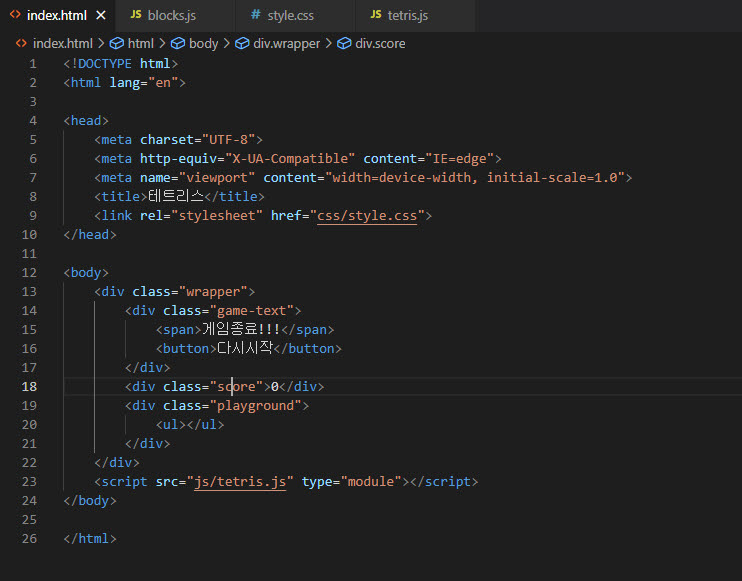 index.html
blocks.js
style.css
tetris.js
index.html > html > body > div.wrapper > div.score
1 <!DOCTYPE html>
2 <html lang="en">
3
4 <head>
5 <meta charset="UTF-8">
6 <meta http-equiv="X-UA-Compatible" content="IE=edge">
7 <meta name="viewport" content="width=device-width, initial-scale=1.0">
8 <title>테트리스</title>
9 <link rel="stylesheet" href="css/style.css">
10 </head>
11
12 <body>
13 <div class="wrapper">
14 <div class="game-text">
15 <span>게임종료!!!</span>
16 <button>다시시작</button>
17 </div>
18 <div class="score">0</div>
19 <div class="playground">
20 <ul></ul>
21 </div>
22 </div>
23 <script src="js/tetris.js" type="module"></script>
24 </body>
25
26 </html>